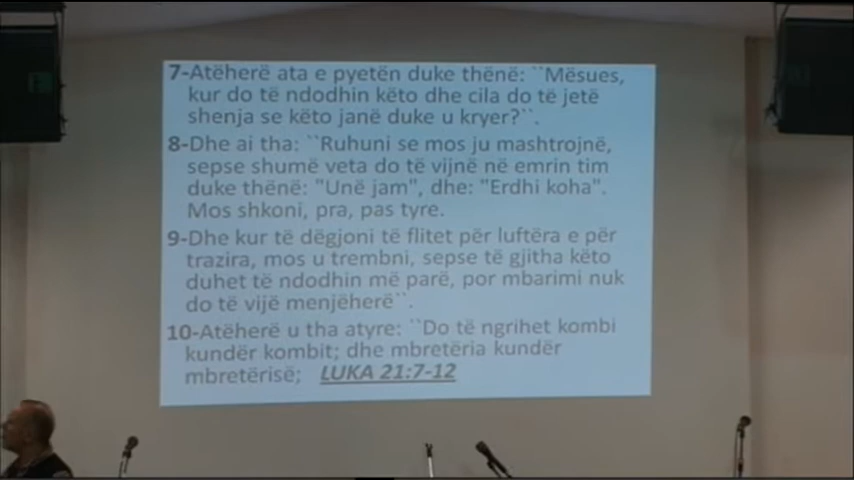 7-Atëherë ata e pyetën duke thënë: ``Mësues,
kur do të ndodhin këto dhe cila do të jetë
shenja se këto janë duke u kryer?``.
8-Dhe ai tha: ``Ruhuni se mos ju mashtrojnë,
sepse shumë veta do të vijnë në emrin tim
duke thënë: "Unë jam", dhe: "Erdhi koha".
Mos shkoni, pra, pas tyre.
9-Dhe kur të dëgjoni të flitet për luftëra e për
trazira, mos u trembni, sepse të gjitha këto
duhet të ndodhin më parë, por mbarimi nuk
do të vijë menjëherë``.
10-Atëherë u tha atyre: ``Do të ngrihet kombi
kundër kombit; dhe mbretëria kundër
mbretërisë; LUKA 21:7-12